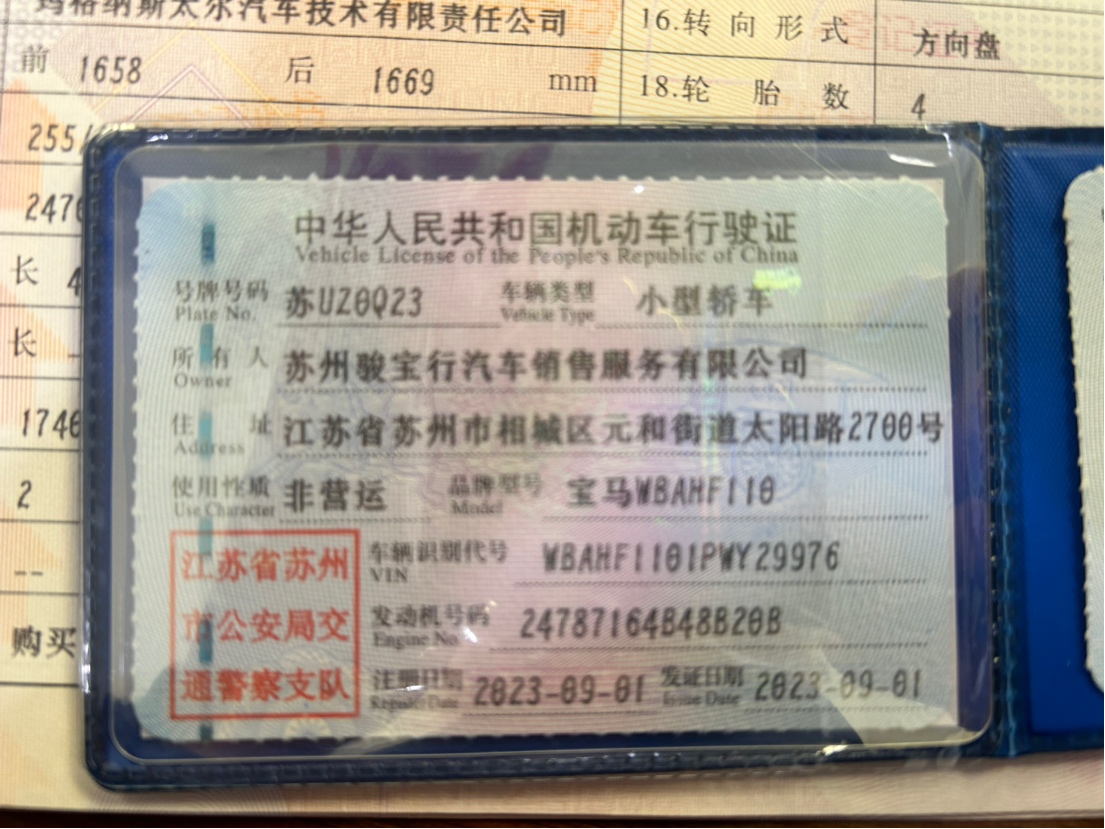 玛格纳斯太尔汽车技术有限责任公司 16.转向形式 方向盘
前 1658 后 1669 mm 18.轮胎数 4
255/
247
长 4
长
1746
2
--
购买
中华人民共和国机动车行驶证
Vehicle License of the People's Republic of China
号牌号码 苏UZ0Q23 车辆类型 小型轿车
Plate No. Vehicle Type
所有人 苏州骏宝行汽车销售服务有限公司
Owner
住址 江苏省苏州市相城区元和街道太阳路2700号
Address
使用性质 非营运 品牌型号 宝马WBAHF110
Use Character Model
江苏省苏州
市公安局交
通警察支队
车辆识别代号 WBAHF1101PWY29976
VIN
发动机号码 24787164B48B20B
Engine No.
注册日期 2023-09-01 发证日期 2023-09-01
Register Date Issue Date